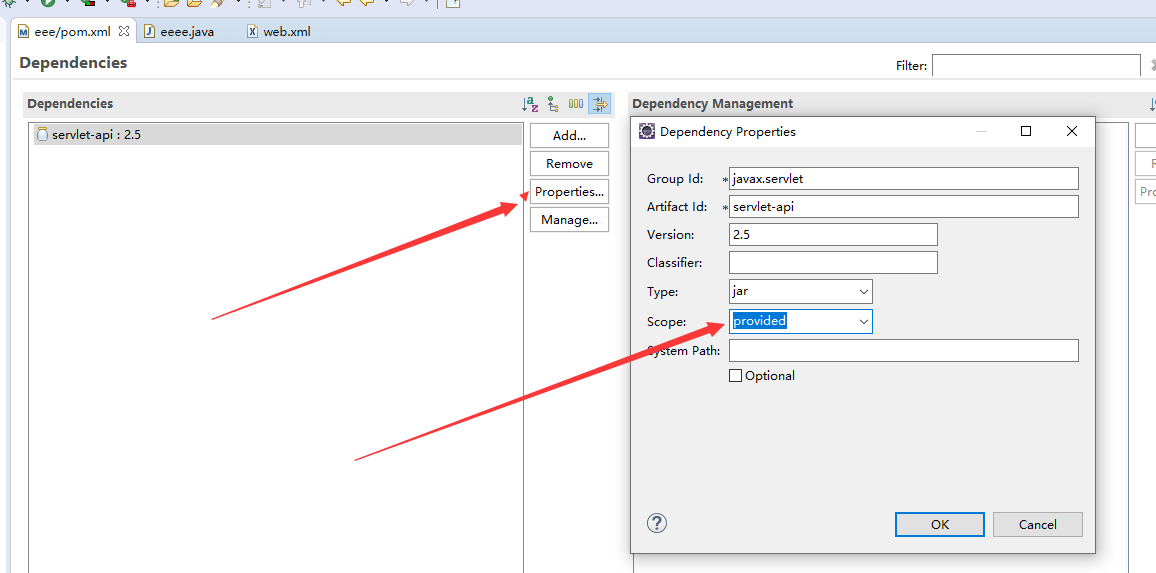 eee/pom.xml eeee.java web.xml
Dependencies
Filter:
Dependencies
servlet-api : 2.5
Add...
Remove
Properties...
Manage...
Dependency Management
Dependency Properties
Group Id: * javax.servlet
Artifact Id: * servlet-api
Version: 2.5
Classifier:
Type: jar
Scope: provided
System Path:
Optional
OK Cancel
R
Pro